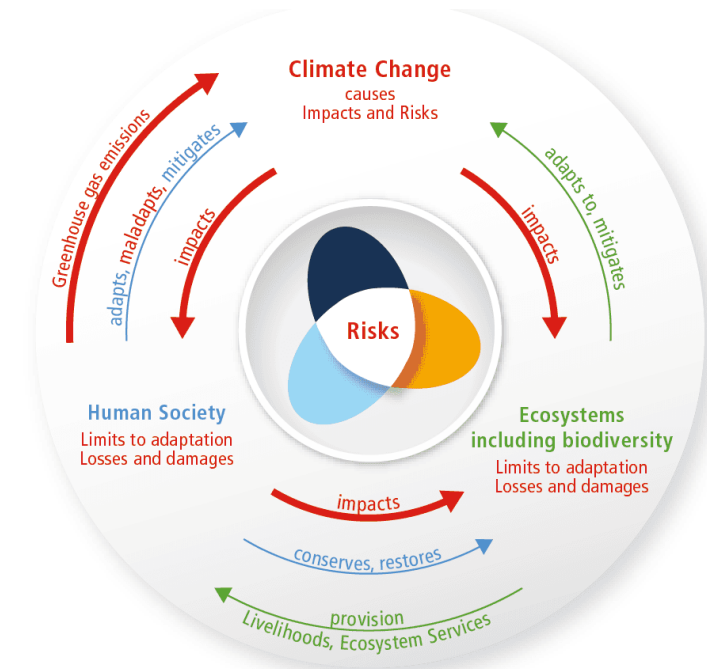 Climate Change
causes
Impacts and Risks
Greenhouse gas emissions
adapts, maladapts, mitigates
impacts
impacts
adapts to, mitigates
Risks
Human Society
Limits to adaptation
Losses and damages
Ecosystems
including biodiversity
Limits to adaptation
Losses and damages
impacts
conserves, restores
provision
Livelihoods, Ecosystem Services